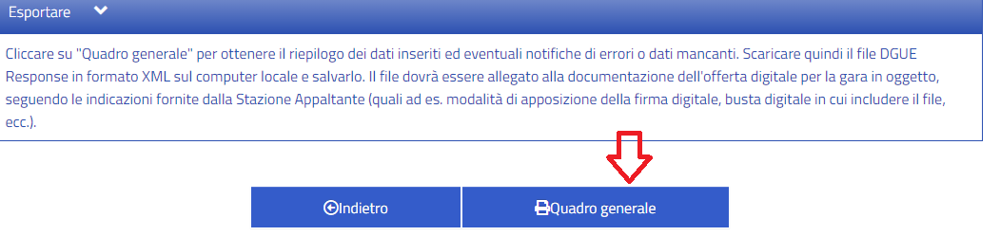 Esportare
Cliccare su "Quadro generale" per ottenere il riepilogo dei dati inseriti ed eventuali notifiche di errori o dati mancanti. Scaricare quindi il file DGUE
Response in formato XML sul computer locale e salvarlo. Il file dovrà essere allegato alla documentazione dell'offerta digitale per la gara in oggetto,
seguendo le indicazioni fornite dalla Stazione Appaltante (quali ad es. modalità di apposizione della firma digitale, busta digitale in cui includere il file,
ecc.).
Indietro
Quadro generale